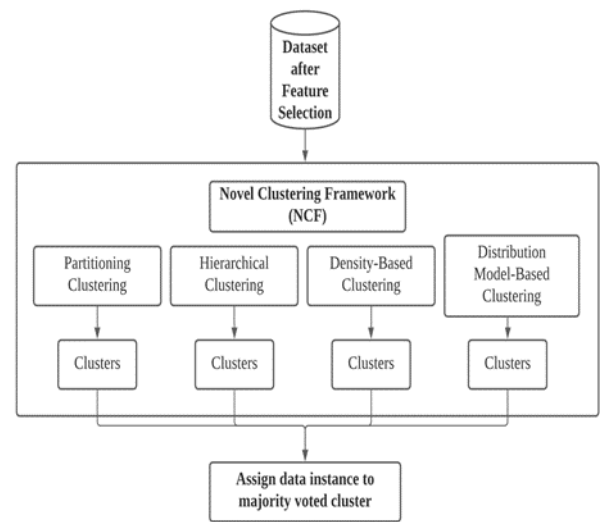 Dataset
after
Feature
Selection
Novel Clustering Framework
(NCF)
Partitioning
Clustering
Hierarchical
Clustering
Density-Based
Clustering
Distribution
Model-Based
Clustering
Clusters
Clusters
Clusters
Clusters
Assign data instance to
majority voted cluster